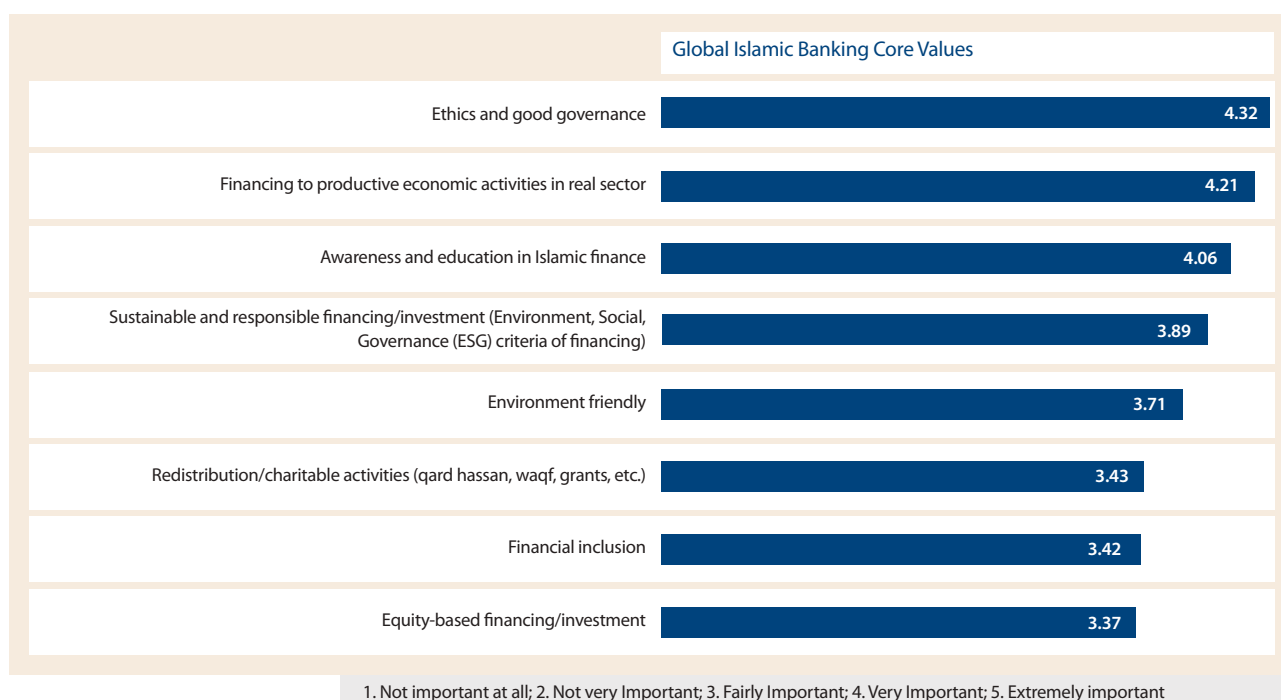 Global Islamic Banking Core Values
Ethics and good governance
4.32
Financing to productive economic activities in real sector
4.21
Awareness and education in Islamic finance
4.06
Sustainable and responsible financing/investment (Environment, Social,
Governance (ESG) criteria of financing)
3.89
Environment friendly
3.71
Redistribution/charitable activities (qard hassan, waqf, grants, etc.)
3.43
Financial inclusion
3.42
Equity-based financing/investment
3.37
1. Not important at all; 2. Not very Important; 3. Fairly Important; 4. Very Important; 5. Extremely important